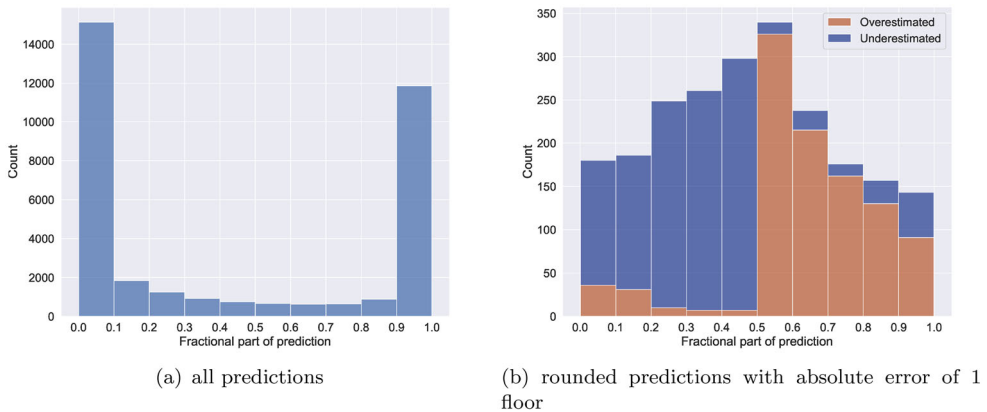 14000
12000
10000
8000
6000
4000
2000
0
Count
0.0 0.1 0.2 0.3 0.4 0.5 0.6 0.7 0.8 0.9 1.0
Fractional part of prediction
(a) all predictions
350
300
250
200
150
100
50
0
Count
Overestimated
Underestimated
0.0 0.1 0.2 0.3 0.4 0.5 0.6 0.7 0.8 0.9 1.0
Fractional part of prediction
(b) rounded predictions with absolute error of 1
floor